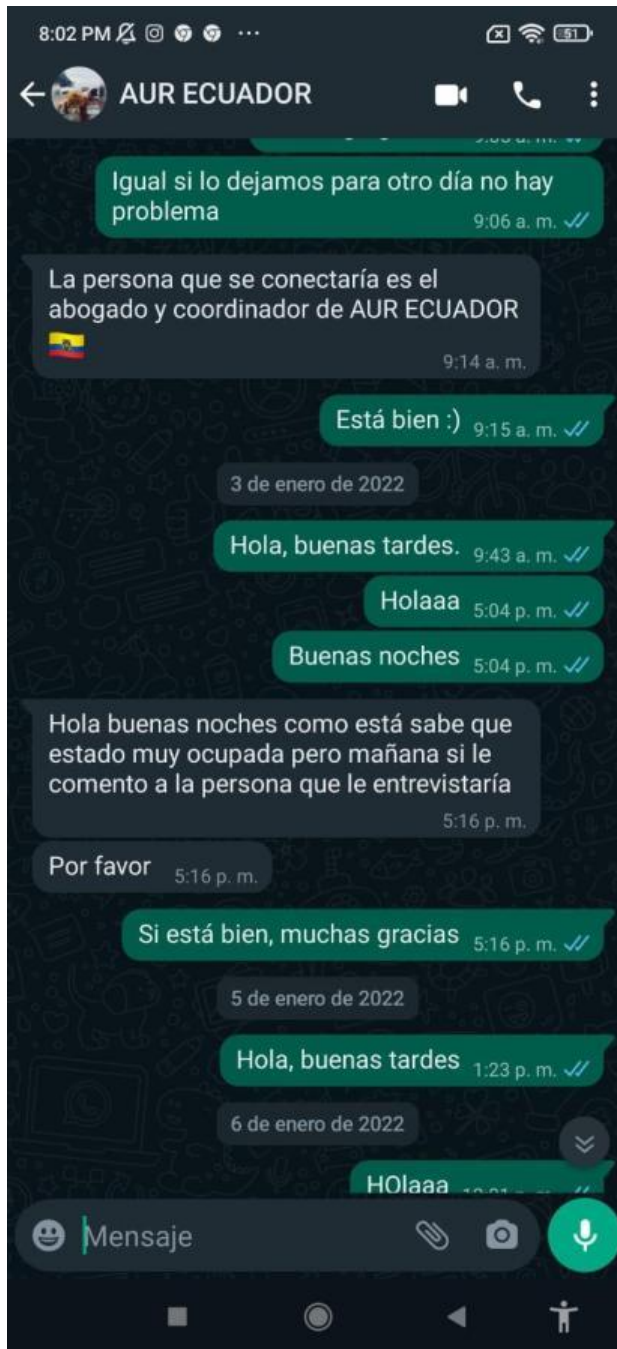 8:02 PM
51
AUR ECUADOR
Igual si lo dejamos para otro día no hay
problema
9:06 a. m.
La persona que se conectaría es el
abogado y coordinador de AUR ECUADOR
9:14 a. m.
Está bien :) 9:15 a. m.
3 de enero de 2022
Hola, buenas tardes. 9:43 a. m.
Holaaa 5:04 p. m.
Buenas noches 5:04 p. m.
Hola buenas noches como está sabe que
estado muy ocupada pero mañana si le
comento a la persona que le entrevistaría
5:16 p. m.
Por favor 5:16 p. m.
Si está bien, muchas gracias 5:16 p. m.
5 de enero de 2022
Hola, buenas tardes 1:23 p. m.
6 de enero de 2022
HOlaaa
Mensaje